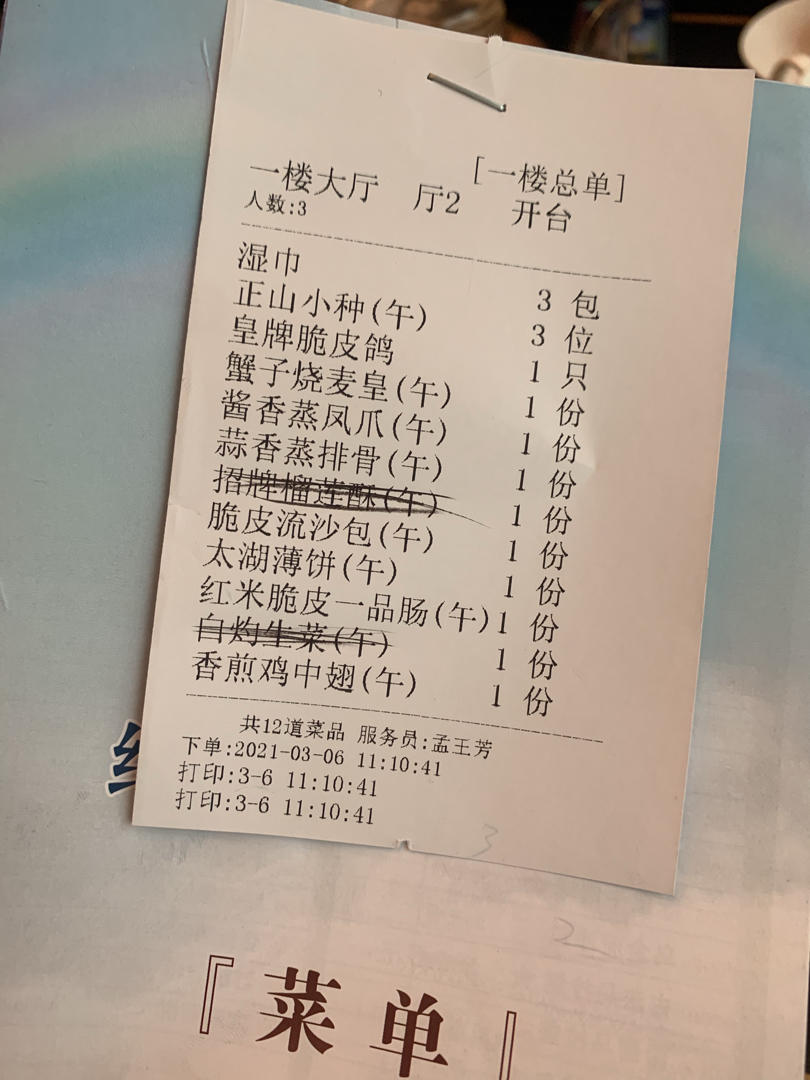 [一楼总单]
一楼大厅 厅2 开台
人数:3
湿巾 3 包
正山小种(午) 3 位
皇牌脆皮鸽 1 只
蟹子烧麦皇(午) 1 份
酱香蒸凤爪(午) 1 份
蒜香蒸排骨(午) 1 份
招牌榴莲酥(午) 1 份
脆皮流沙包(午) 1 份
太湖薄饼(午) 1 份
红米脆皮一品肠(午)1 份
白灼生菜(午) 1 份
香煎鸡中翅(午) 1 份
共12道菜品 服务员:孟王芳
下单:2021-03-06 11:10:41
打印:3-6 11:10:41
打印:3-6 11:10:41
3
2
『菜单』